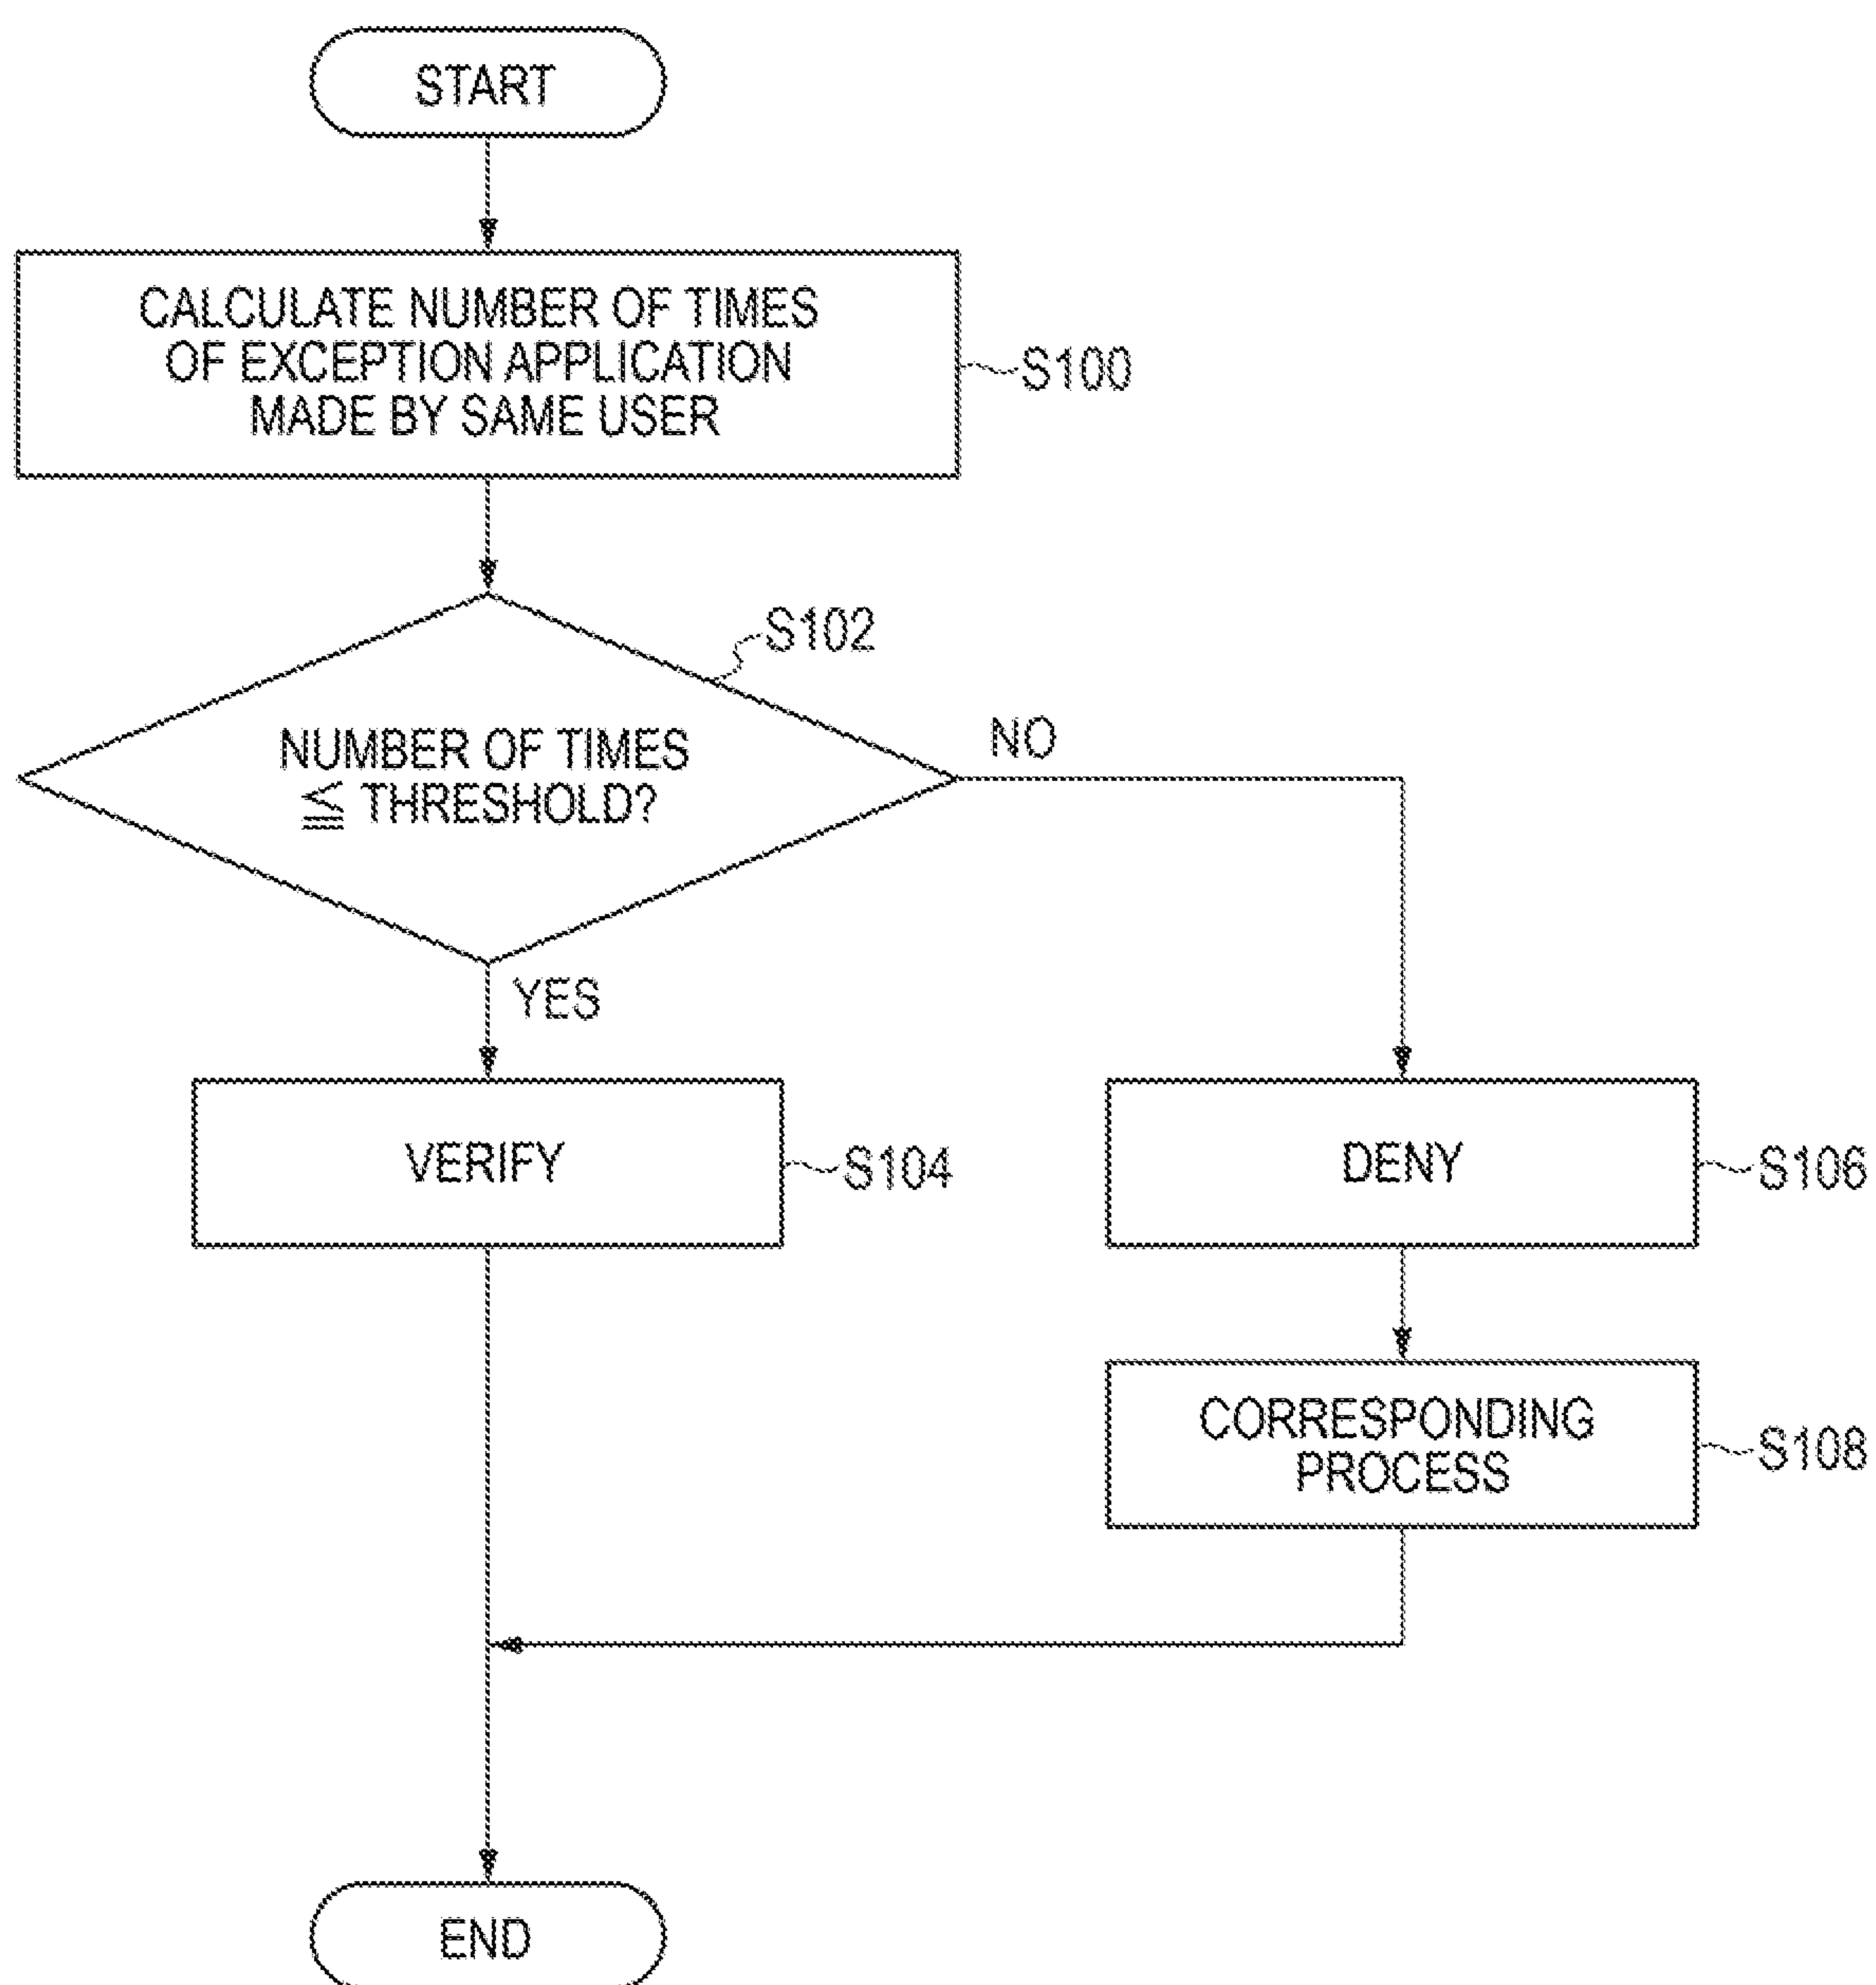 START
CALCULATE NUMBER OF TIMES
OF EXCEPTION APPLICATION
MADE BY SAME USER
S100
S102
NUMBER OF TIMES
≦ THRESHOLD?
NO
YES
VERIFY
S104
DENY
S106
CORRESPONDING
PROCESS
S108
END